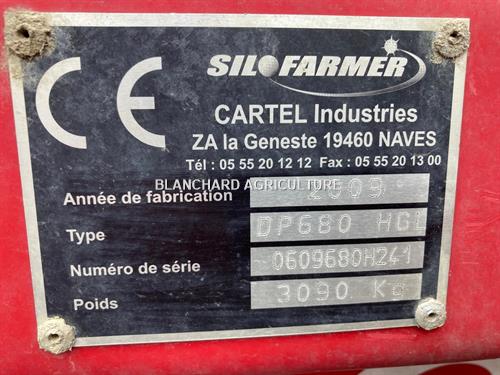 CE
SILOFARMER
CARTEL Industries
ZA la Geneste 19460 NAVES
Tél : 05 55 20 12 12 Fax : 05 55 20 13 00
BLANCHARD AGRICULTURE
Année de fabrication 2009
Type DP680 HGL
Numéro de série 0609680H241
Poids 3090 Kg